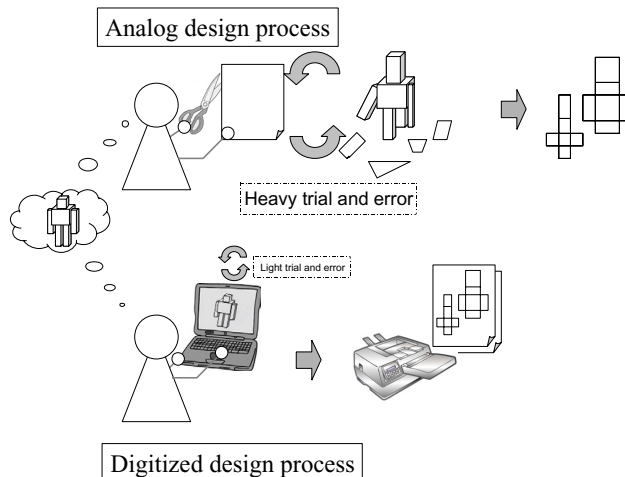 Analog design process
Heavy trial and error
Light trial and error
Digitized design process